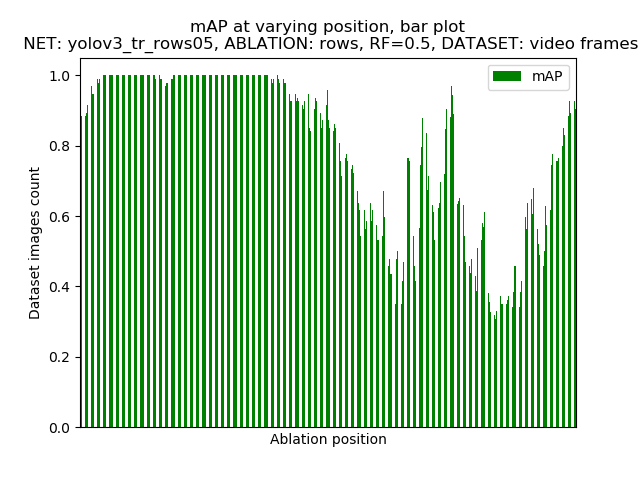 mAP at varying position, bar plot
NET: yolov3_tr_rows05, ABLATION: rows, RF=0.5, DATASET: video frames
mAP
1.0
0.8
0.6
0.4
0.2
0.0
Dataset images count
Ablation position